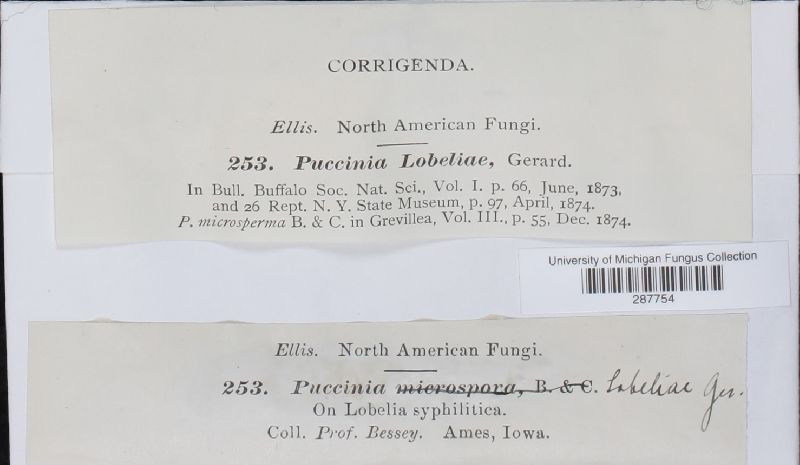 CORRIGENDA.
Ellis. North American Fungi.
253. Puccinia Lobeliae, Gerard.
In Bull. Buffalo Soc. Nat. Sci., Vol. I. p. 66, June, 1873,
and 26 Rept. N. Y. State Museum, p. 97, April, 1874.
P. microsperma B. & C. in Grevillea, Vol. III., p. 55, Dec. 1874.
University of Michigan Fungus Collection
287754
Ellis. North American Fungi.
253. Puccinia microspora, B. & C. Lobeliae Ger.
On Lobelia syphilitica.
Coll. Prof. Bessey. Ames, Iowa.